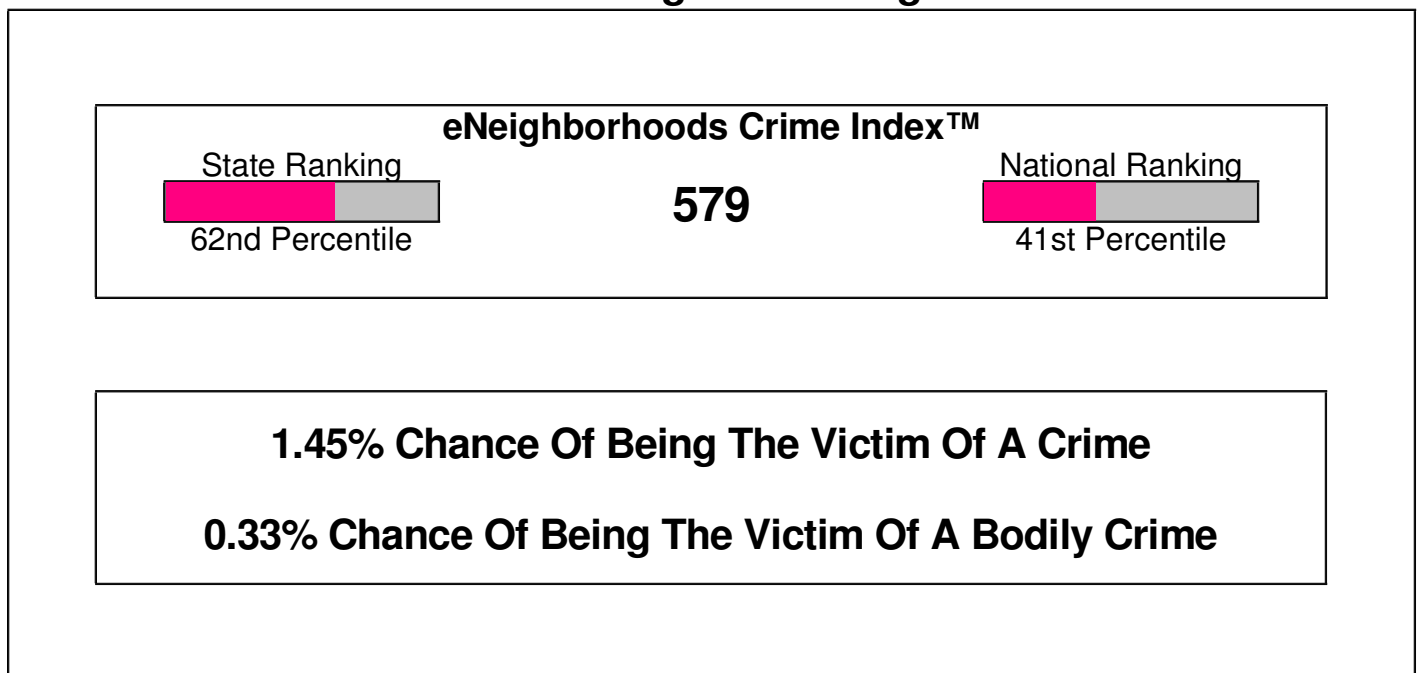 eNeighborhoods Crime Index™
State Ranking
62nd Percentile
579
National Ranking
41st Percentile
1.45% Chance Of Being The Victim Of A Crime
0.33% Chance Of Being The Victim Of A Bodily Crime